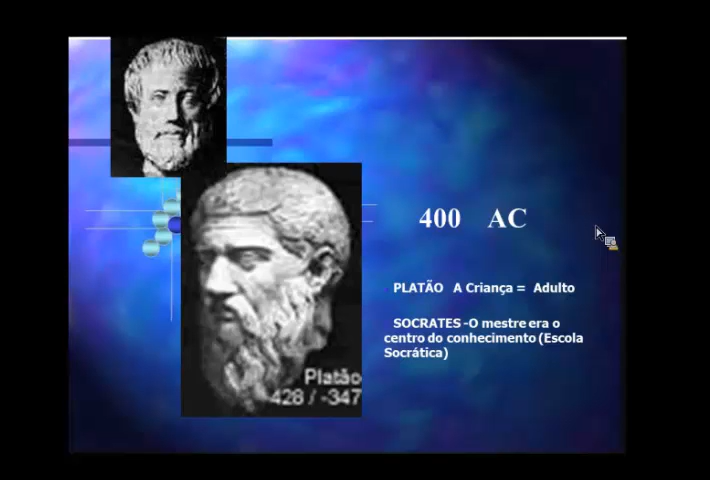 400 AC
PLATÃO A Criança = Adulto
SOCRATES -O mestre era o
centro do conhecimento (Escola
Socrática)
Platão
428 / -347